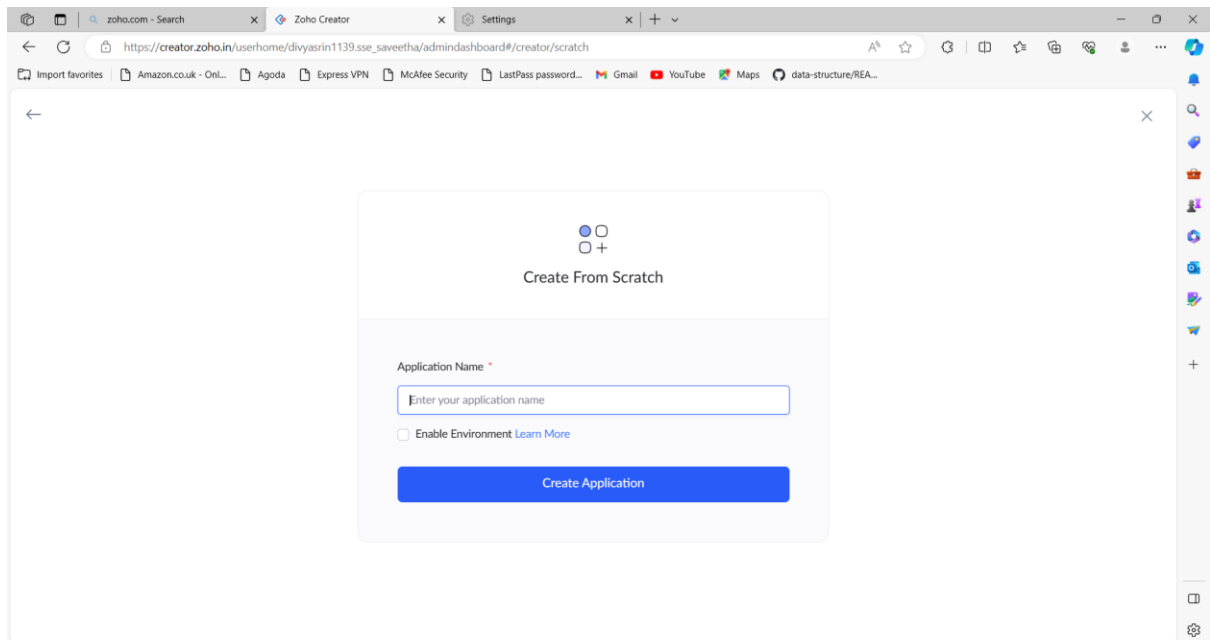 zoho.com - Search
Zoho Creator
Settings
https://creator.zoho.in/userhome/divyasrin1139.sse_saveetha/admindashboard#/creator/scratch
Import favorites
Amazon.co.uk - Onl...
Agoda
Express VPN
McAfee Security
LastPass password...
Gmail
YouTube
Maps
data-structure/REA...
Create From Scratch
Application Name *
Enter your application name
Enable Environment Learn More
Create Application